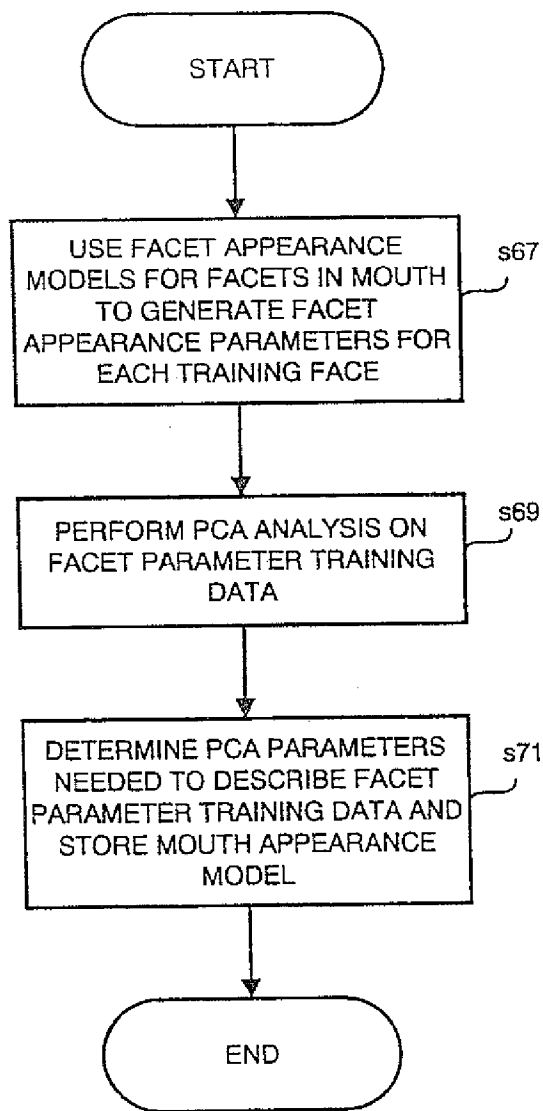 START
USE FACET APPEARANCE
MODELS FOR FACETS IN MOUTH
TO GENERATE FACET
APPEARANCE PARAMETERS FOR
EACH TRAINING FACE
s67
PERFORM PCA ANALYSIS ON
FACET PARAMETER TRAINING
DATA
s69
DETERMINE PCA PARAMETERS
NEEDED TO DESCRIBE FACET
PARAMETER TRAINING DATA AND
STORE MOUTH APPEARANCE
MODEL
s71
END